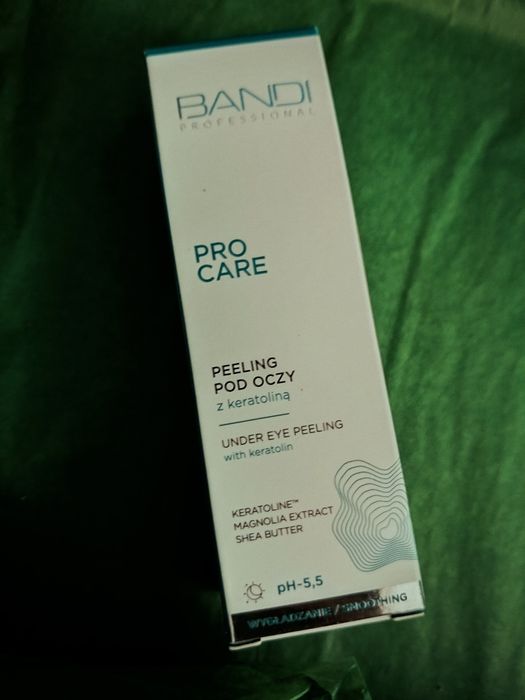 BANDI
PROFESSIONAL
PRO
CARE
PEELING
POD OCZY
z keratoliną
UNDER EYE PEELING
with keratolin
KERATOLINE™
MAGNOLIA EXTRACT
SHEA BUTTER
pH-5,5
WYGŁADZANIE / SMOOTHING